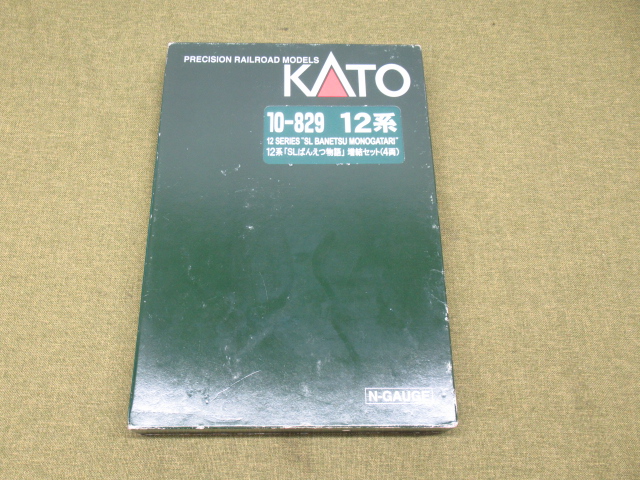 PRECISION RAILROAD MODELS
KATO
10-829 12系
12 SERIES "SL BANETSU MONOGATARI"
12系「SLばんえつ物語」増結セット(4両)
N-GAUGE